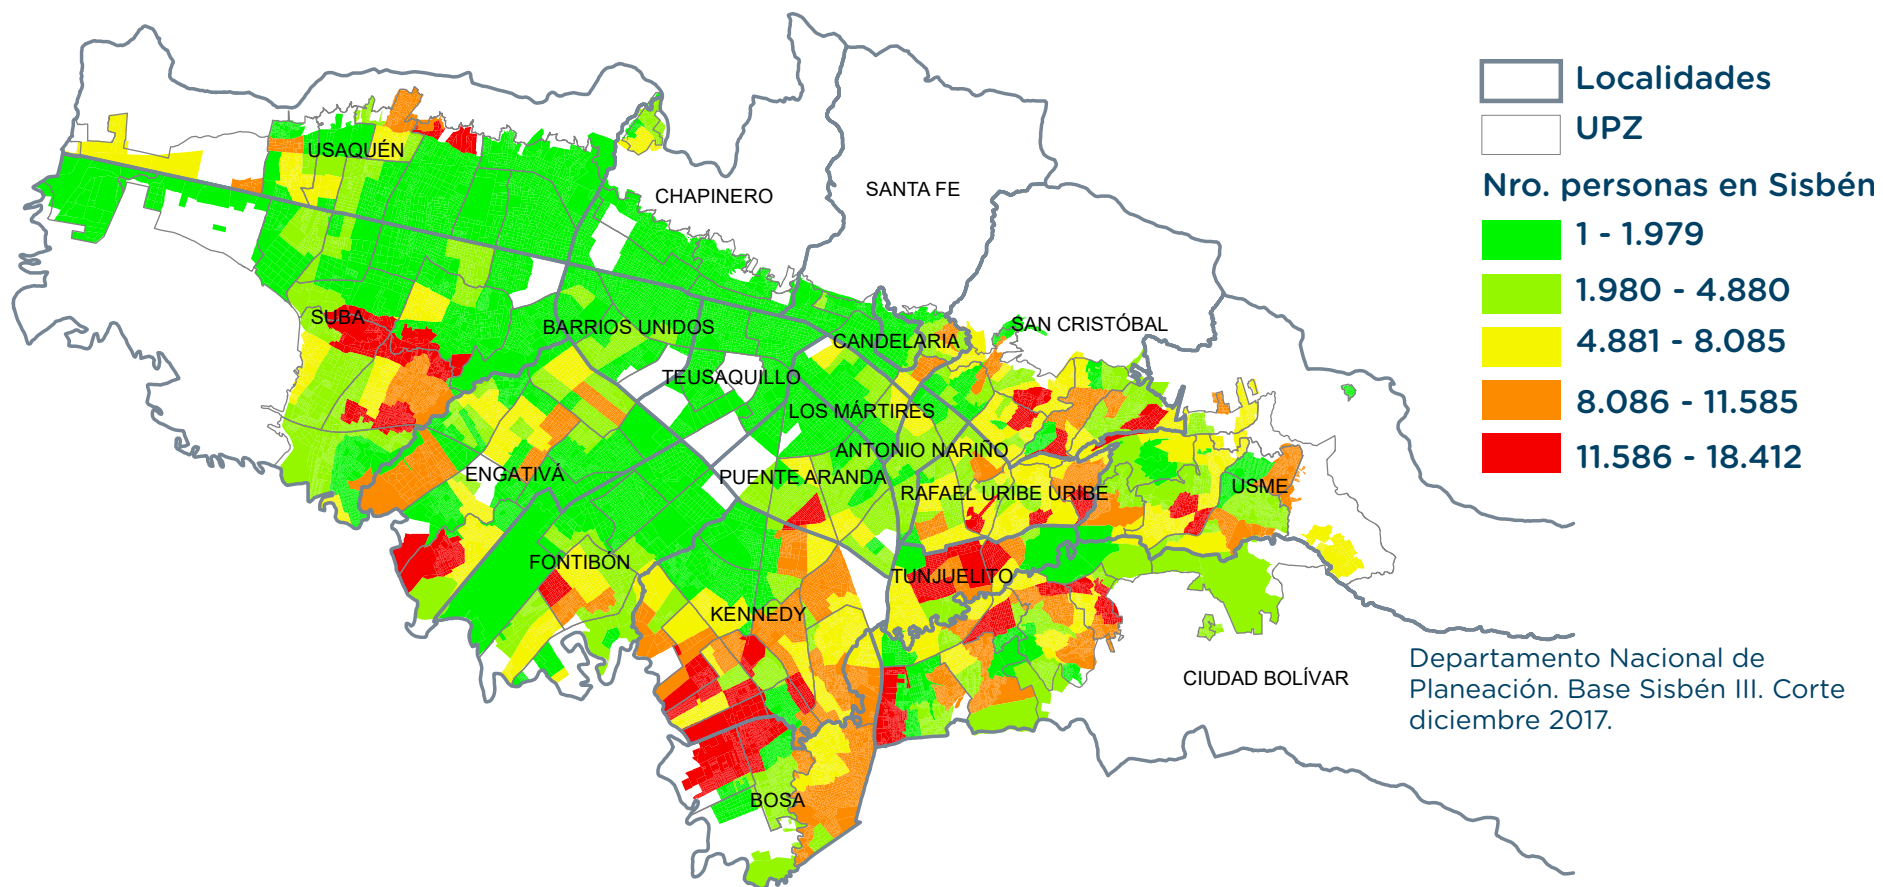 USAQUÉN
CHAPINERO
SANTA FE
SUBA
BARRIOS UNIDOS
CANDELARIA
SAN CRISTÓBAL
TEUSAQUILLO
LOS MÁRTIRES
ANTONIO NARIÑO
ENGATIVÁ
PUENTE ARANDA
RAFAEL URIBE URIBE
USME
FONTIBÓN
TUNJUELITO
KENNEDY
CIUDAD BOLÍVAR
BOSA
Localidades
UPZ
Nro. personas en Sisbén
1 - 1.979
1.980 - 4.880
4.881 - 8.085
8.086 - 11.585
11.586 - 18.412
Departamento Nacional de
Planeación. Base Sisbén III. Corte
diciembre 2017.